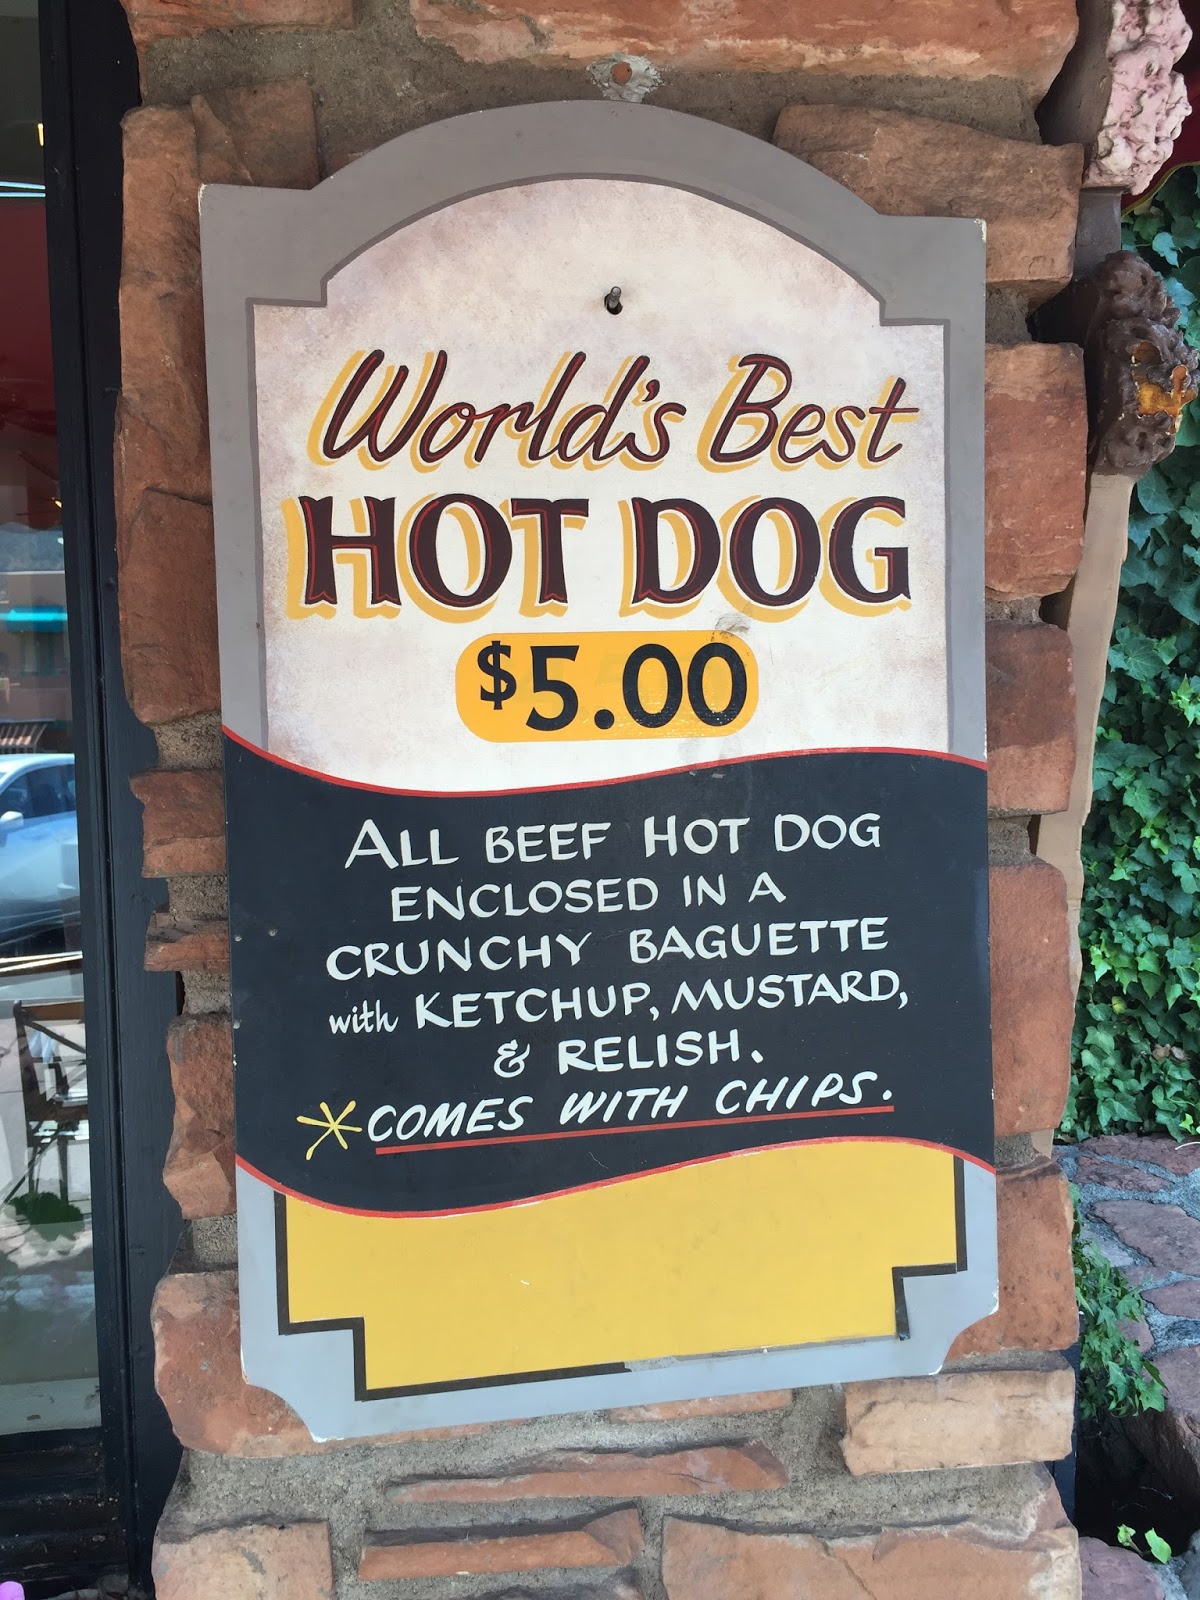 World's Best
HOT DOG
$5.00
ALL BEEF HOT DOG
ENCLOSED IN A
CRUNCHY BAGUETTE
with KETCHUP, MUSTARD,
& RELISH.
*COMES WITH CHIPS.